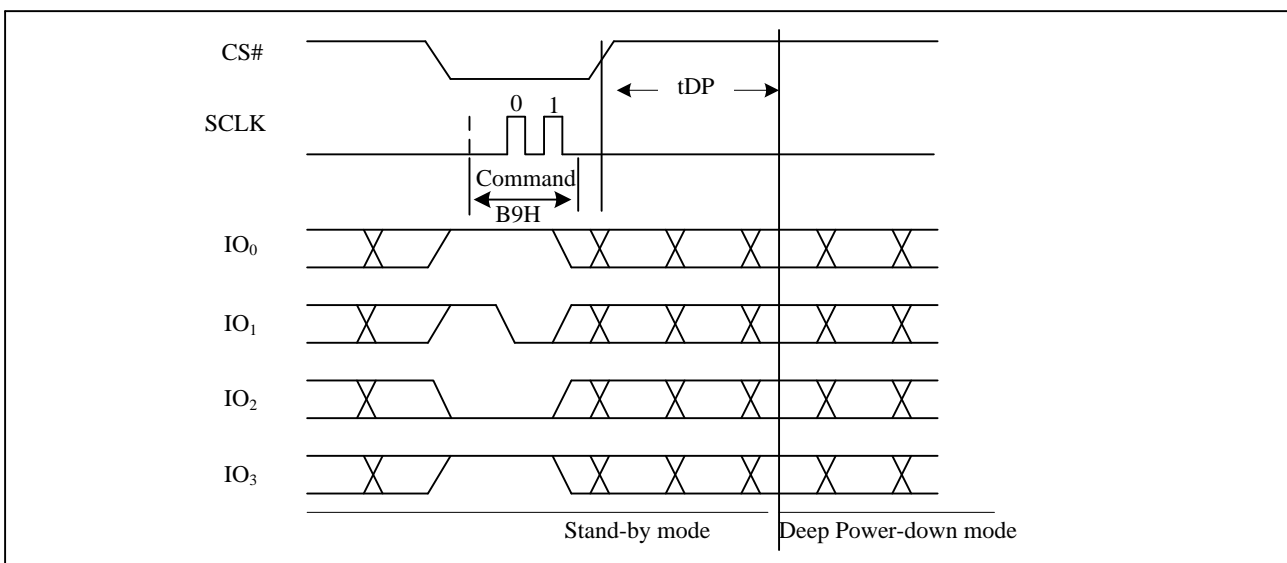 CS#
tDP
0 1
SCLK
Command
B9H
IO₀
IO₁
IO₂
IO₃
Stand-by mode
Deep Power-down mode